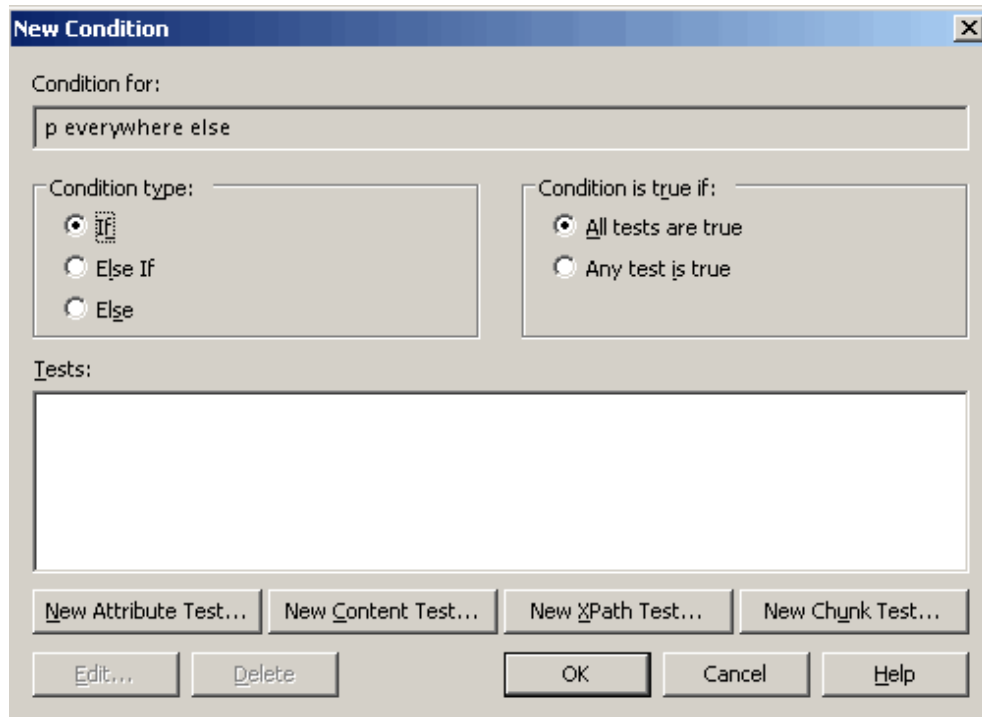 New Condition
Condition for:
p everywhere else
Condition type:
If
Else If
Else
Condition is true if:
All tests are true
Any test is true
Tests:
New Attribute Test...
New Content Test...
New XPath Test...
New Chunk Test...
Edit...
Delete
OK
Cancel
Help